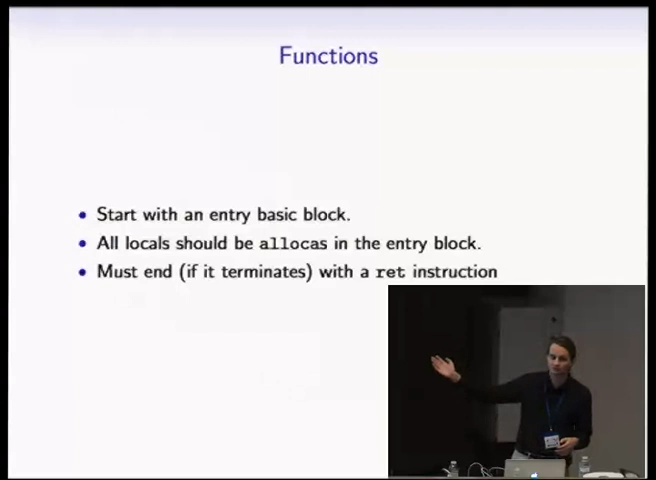 Functions
Start with an entry basic block.
All locals should be allocas in the entry block.
Must end (if it terminates) with a ret instruction